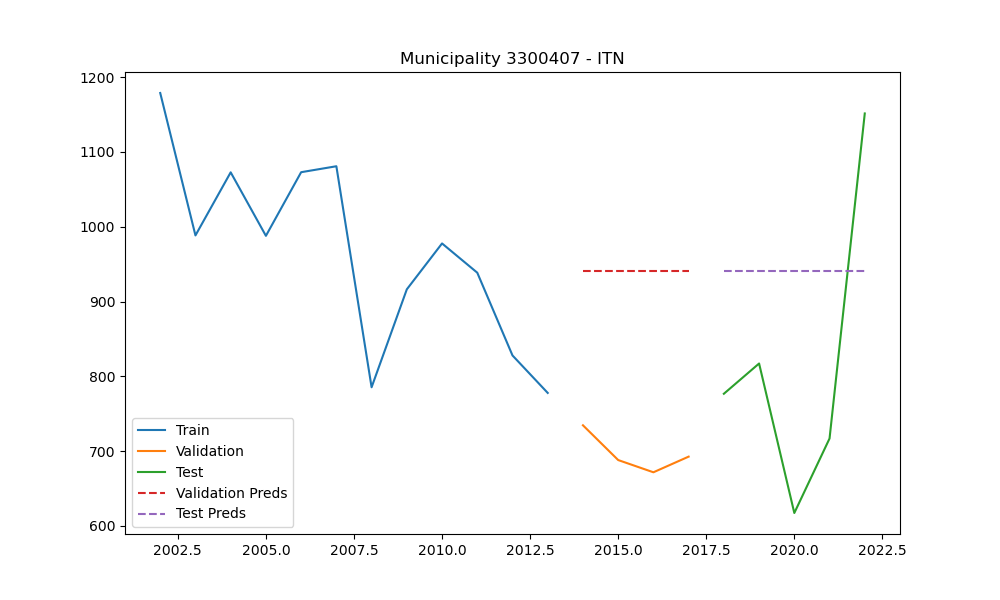 Municipality 3300407 - ITN
1200
1100
1000
900
800
700
600
Train
Validation
Test
Validation Preds
Test Preds
2002.5 2005.0 2007.5 2010.0 2012.5 2015.0 2017.5 2020.0 2022.5